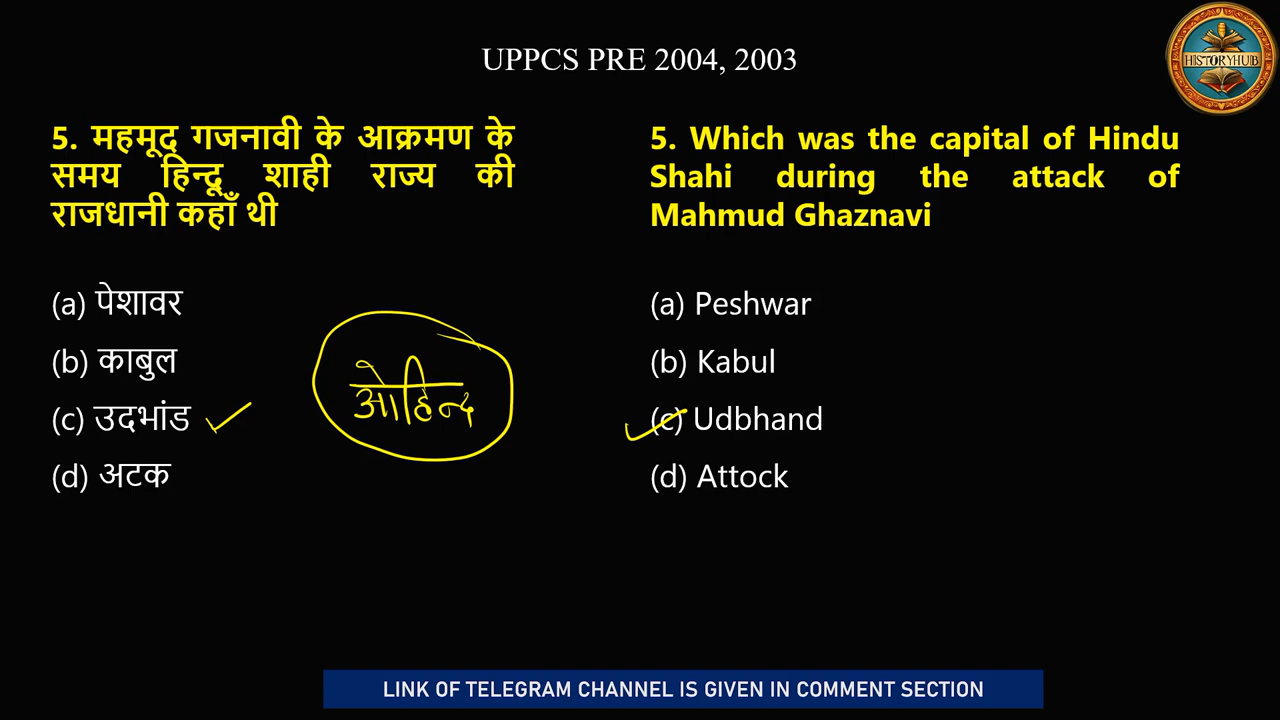 UPPCS PRE 2004, 2003
HISTORYHUB
5. महमूद गजनावी के आक्रमण के
समय हिन्दू शाही राज्य की
राजधानी कहाँ थी
(a) पेशावर
(b) काबुल
(c) उदभांड
(d) अटक
ओहिन्द
5. Which was the capital of Hindu
Shahi during the attack of
Mahmud Ghaznavi
(a) Peshwar
(b) Kabul
(c) Udbhand
(d) Attock
LINK OF TELEGRAM CHANNEL IS GIVEN IN COMMENT SECTION